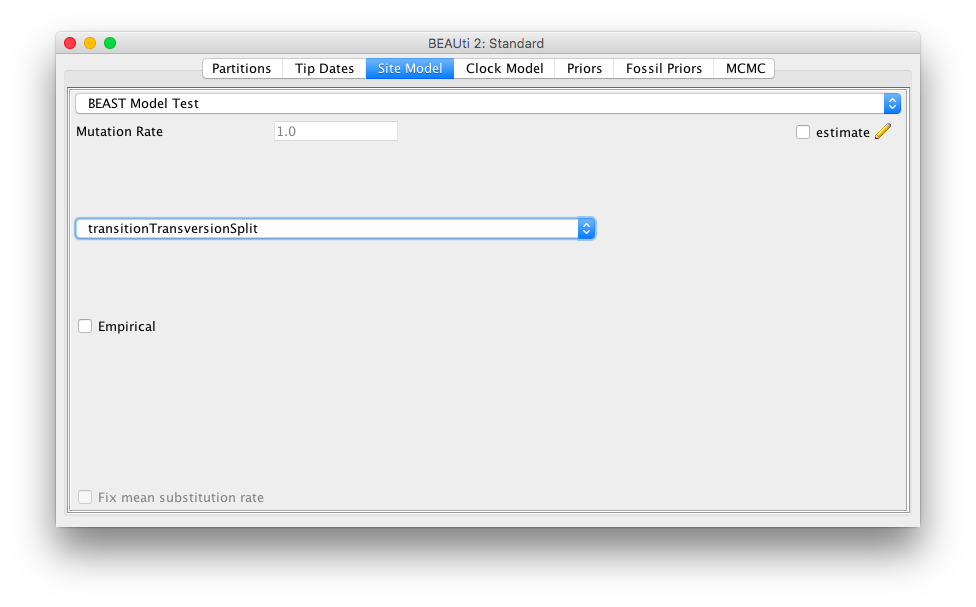 BEAUti 2: Standard
Partitions Tip Dates Site Model Clock Model Priors Fossil Priors MCMC
BEAST Model Test
Mutation Rate 1.0 estimate
transitionTransversionSplit
Empirical
Fix mean substitution rate